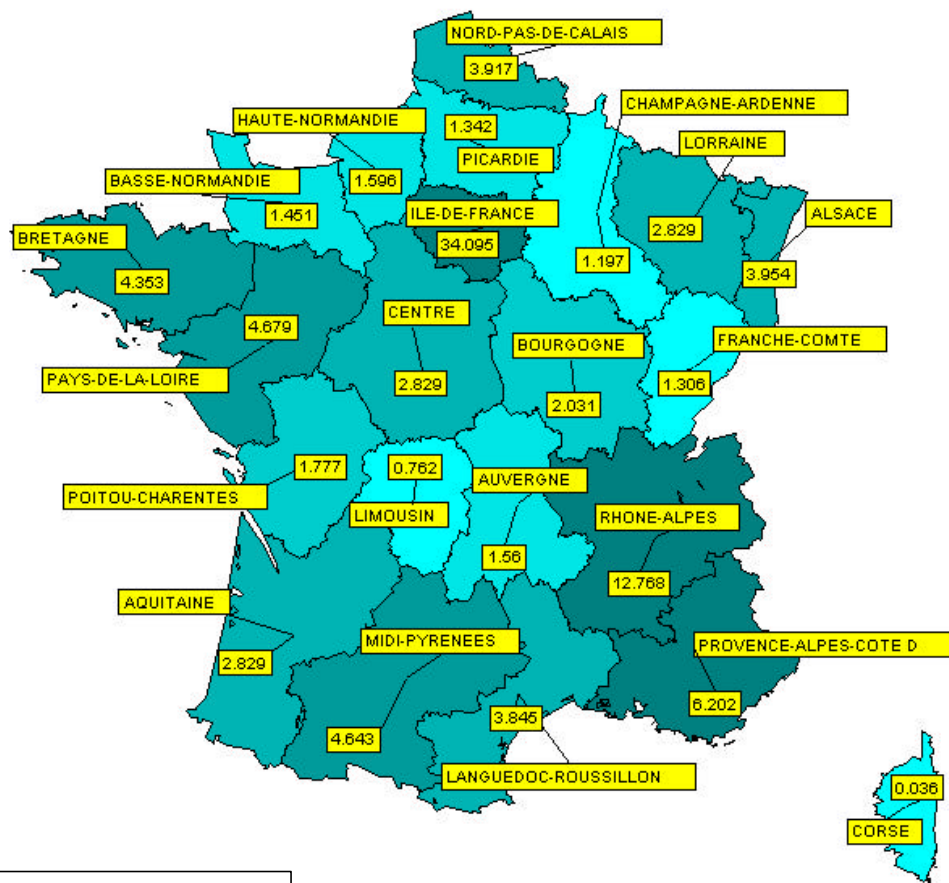 NORD-PAS-DE-CALAIS
3.917
CHAMPAGNE-ARDENNE
HAUTE-NORMANDIE
1.342
LORRAINE
PICARDIE
BASSE-NORMANDIE
1.596
1.451
ILE-DE-FRANCE
ALSACE
BRETAGNE
34.095
2.829
1.197
3.954
4.353
4.679
CENTRE
BOURGOGNE
FRANCHE-COMTE
PAYS-DE-LA-LOIRE
2.829
2.031
1.306
1.777
0.762
AUVERGNE
POITOU-CHARENTES
LIMOUSIN
RHONE-ALPES
1.56
12.768
AQUITAINE
MIDI-PYRENEES
PROVENCE-ALPES-COTE D
2.829
6.202
3.845
4.643
LANGUEDOC-ROUSSILLON
0.036
CORSE